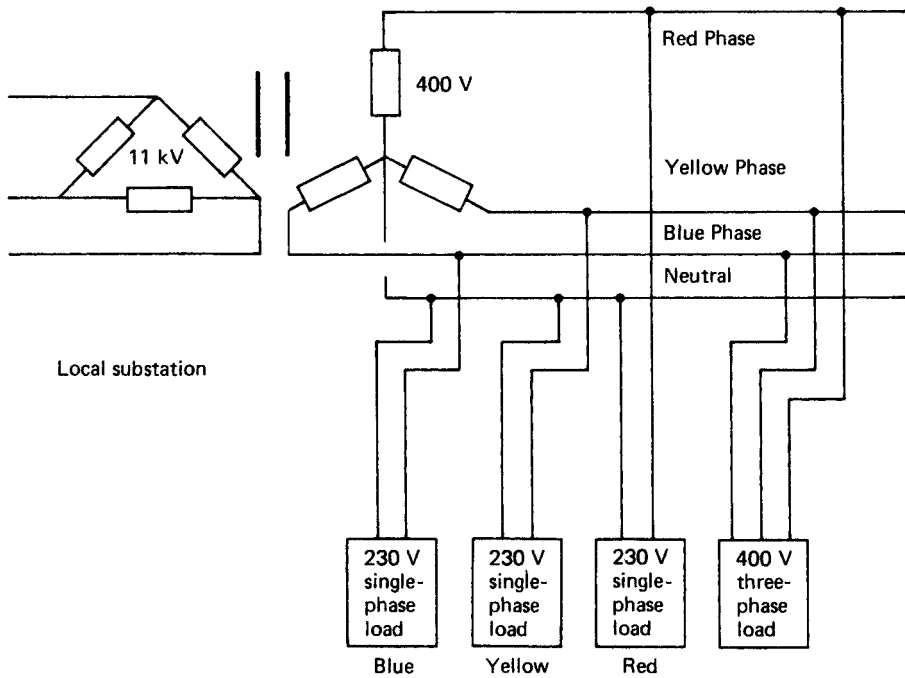 Red Phase
400 V
11 kV
Yellow Phase
Blue Phase
Neutral
Local substation
230 V
single-
phase
load
230 V
single-
phase
load
230 V
single-
phase
load
400 V
three-
phase
load
Blue
Yellow
Red